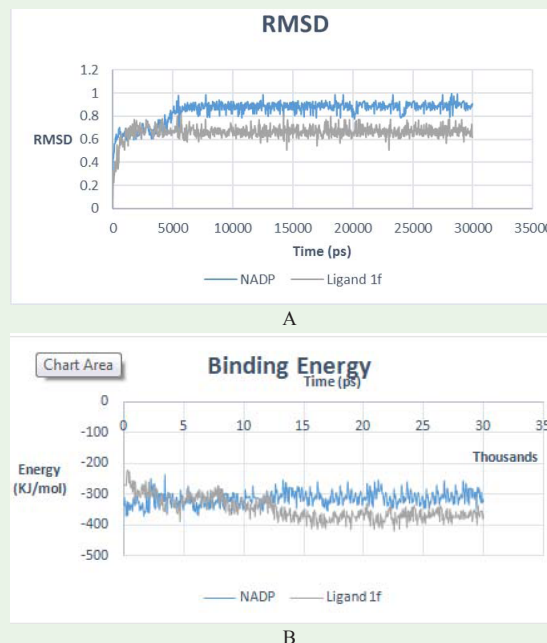 RMSD
1.2
1
0.8
RMSD
0.6
0.4
0.2
0
0 5000 10000 15000 20000 25000 30000 35000
Time (ps)
NADP Ligand 1f
A
Chart Area
Binding Energy
Time (ps)
0
0 5 10 15 20 25 30 35
-100
Thousands
-200
Energy
(KJ/mol)
-300
-400
-500
NADP Ligand 1f
B